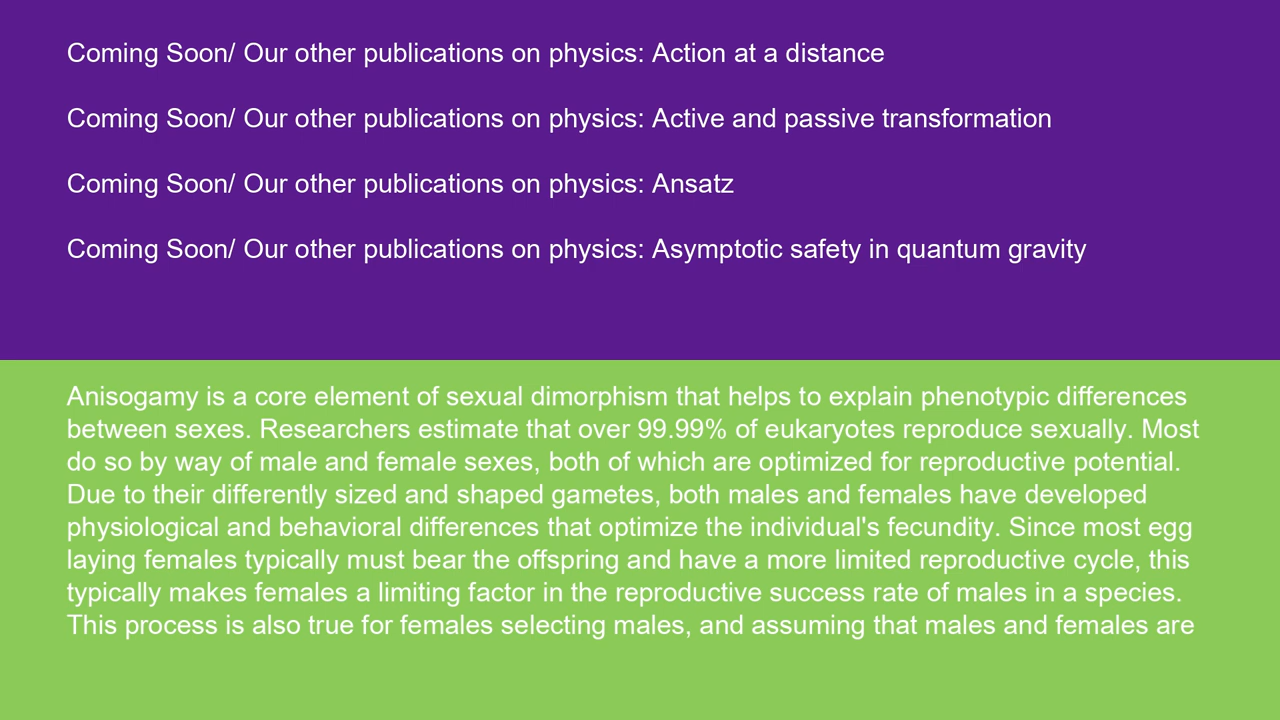 Coming Soon/ Our other publications on physics: Action at a distance
Coming Soon/ Our other publications on physics: Active and passive transformation
Coming Soon/ Our other publications on physics: Ansatz
Coming Soon/ Our other publications on physics: Asymptotic safety in quantum gravity
Anisogamy is a core element of sexual dimorphism that helps to explain phenotypic differences
between sexes. Researchers estimate that over 99.99% of eukaryotes reproduce sexually. Most
do so by way of male and female sexes, both of which are optimized for reproductive potential.
Due to their differently sized and shaped gametes, both males and females have developed
physiological and behavioral differences that optimize the individual's fecundity. Since most egg
laying females typically must bear the offspring and have a more limited reproductive cycle, this
typically makes females a limiting factor in the reproductive success rate of males in a species.
This process is also true for females selecting males, and assuming that males and females are